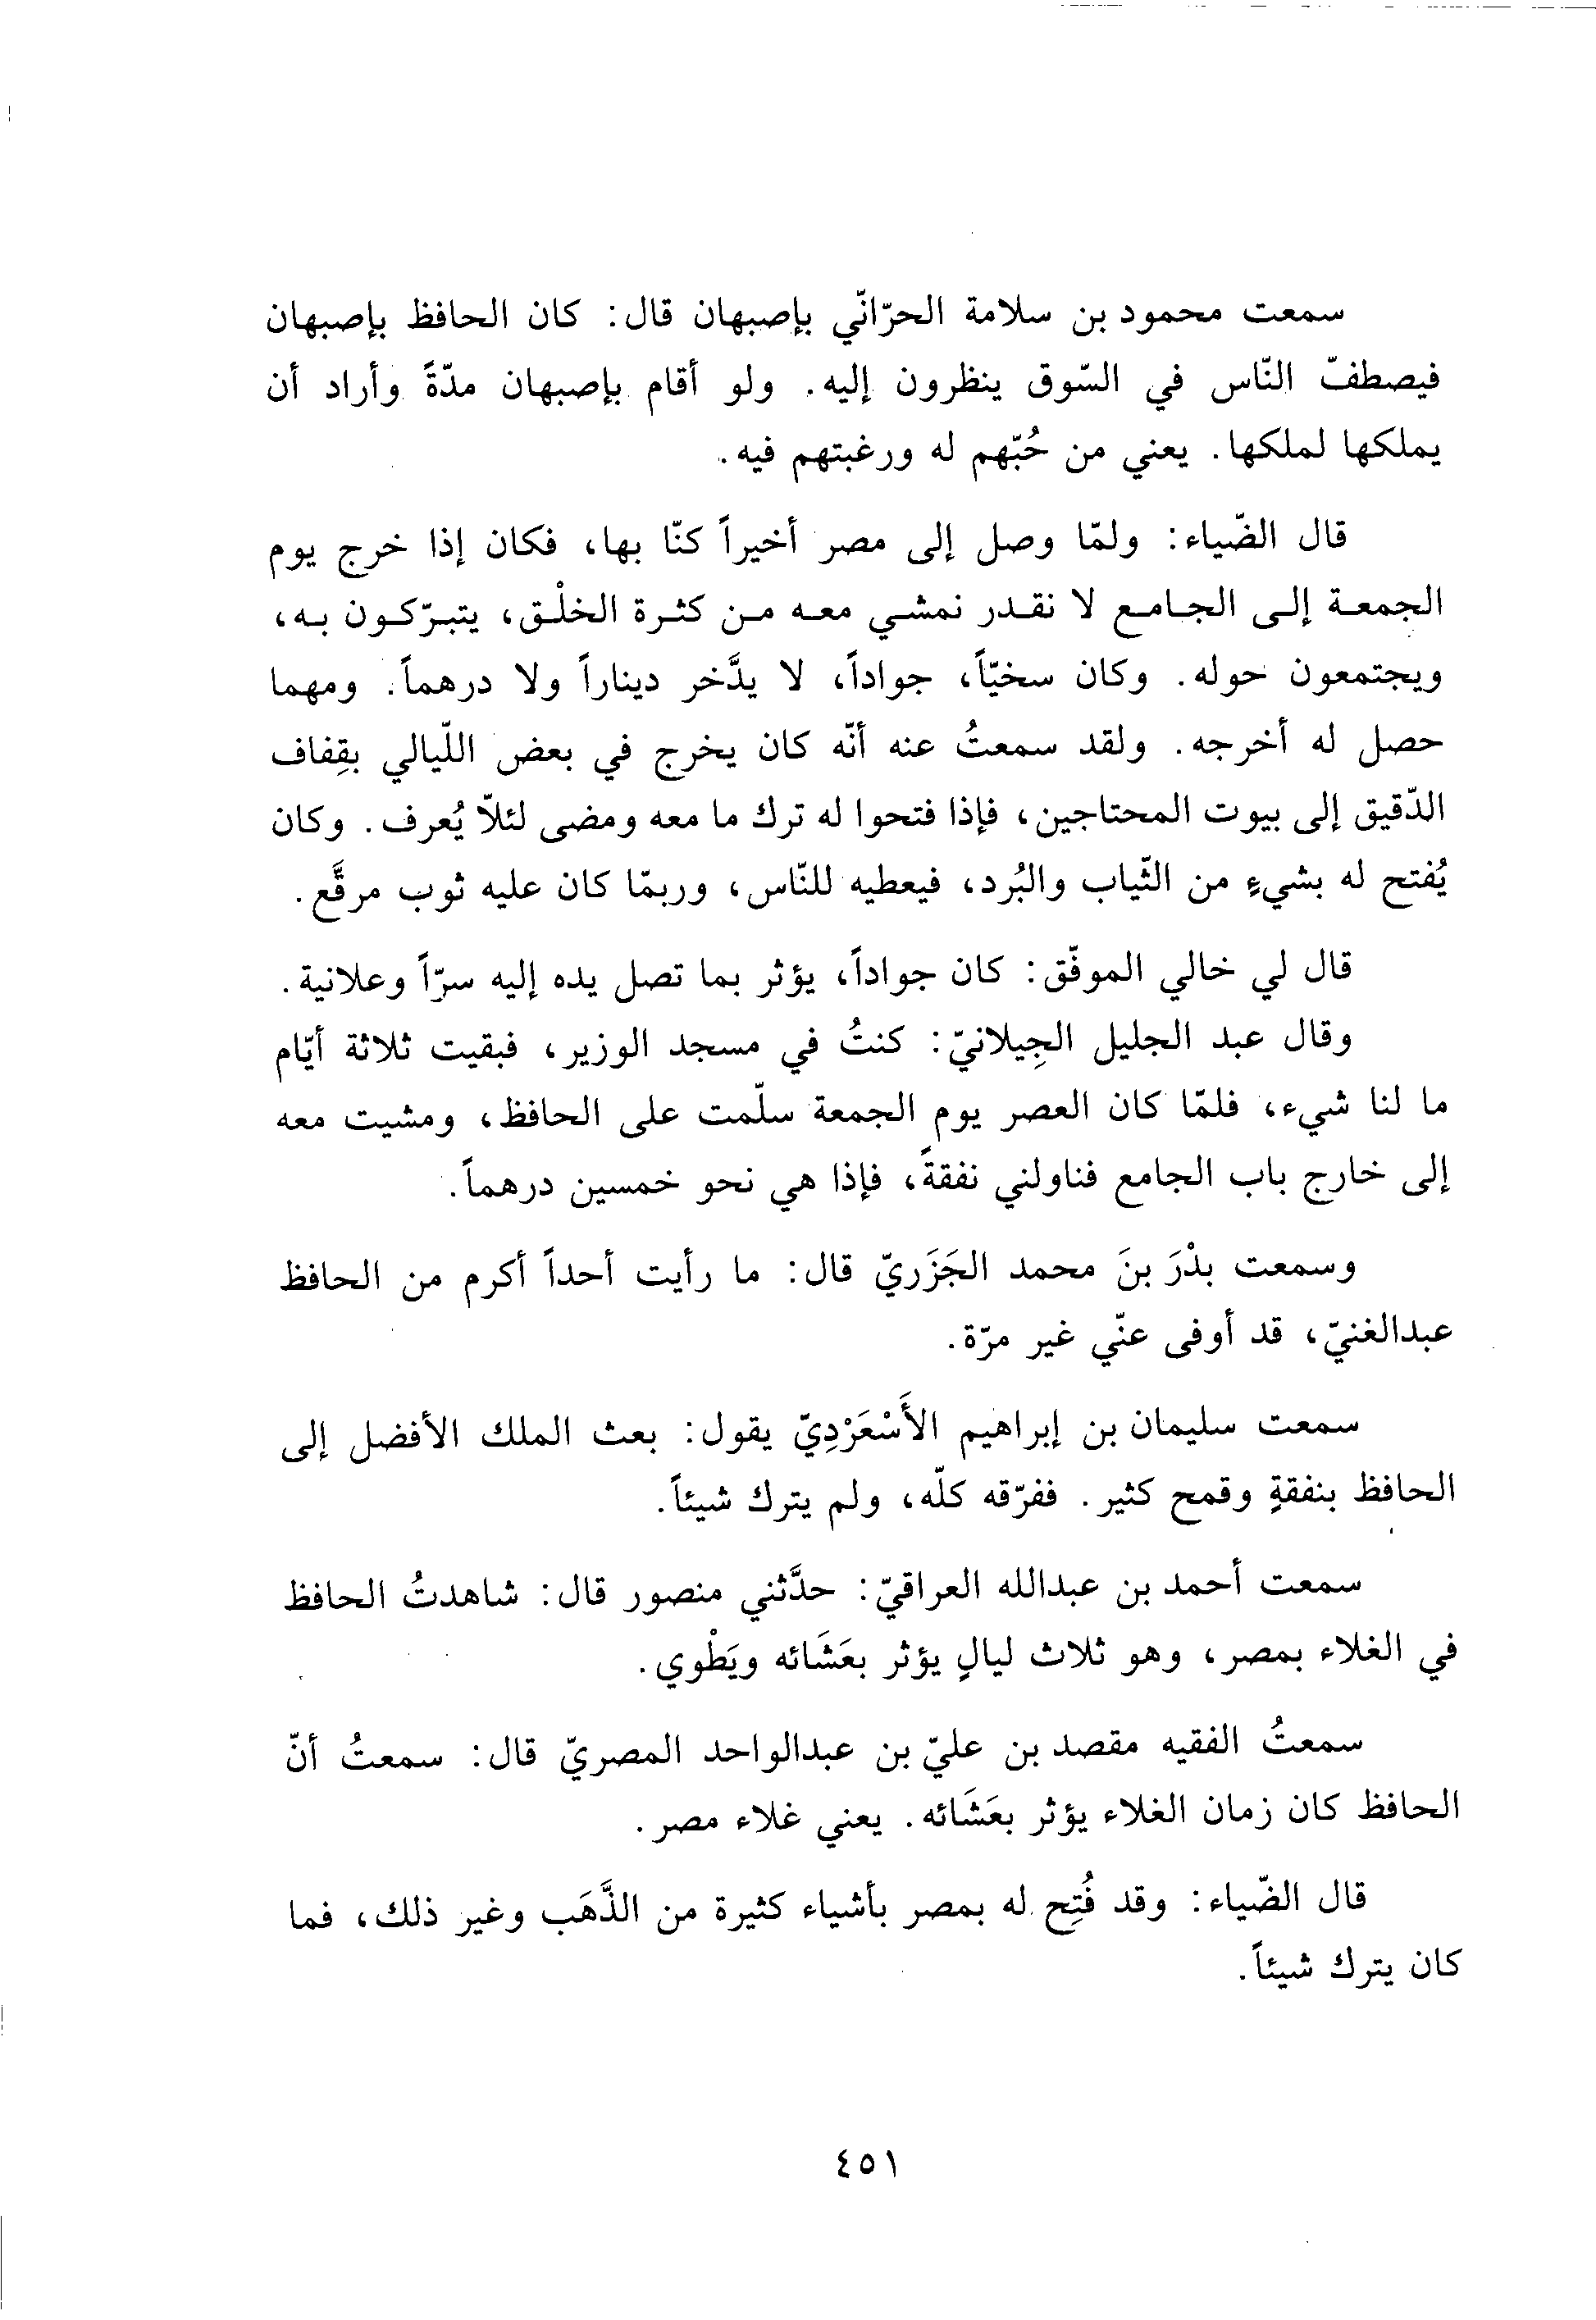 سمعت محمود بن سلامة الحرّانّي بإصبهان قال: كان الحافظ بإصبهان
فيصطفّ النّاس في السّوق ينظرون إليه. ولو أقام بإصبهان مدّةً وأراد أن
يملكها لملكها. يعني من حُبّهم له ورغبتهم فيه.
قال الضّياء: ولمّا وصل إلى مصر أخيراً كنّا بها، فكان إذا خرج يوم
الجمعة إلى الجامع لا نقدر نمشي معه من كثرة الخلْق، يتبرّكون به،
ويجتمعون حوله. وكان سخيّاً، جواداً، لا يدَّخر ديناراً ولا درهماً. ومهما
حصل له أخرجه. ولقد سمعتُ عنه أنّه كان يخرج في بعض اللّيالي بقِفاف
الدّقيق إلى بيوت المحتاجين، فإذا فتحوا له ترك ما معه ومضى لئلاّ يُعرف. وكان
يُفتح له بشيءٍ من الثّياب والبُرد، فيعطيه للنّاس، وربمّا كان عليه ثوب مرقَّع.
قال لي خالي الموفّق: كان جواداً، يؤثر بما تصل يده إليه سرّاً وعلانية.
وقال عبد الجليل الجِيلانيّ: كنتُ في مسجد الوزير، فبقيت ثلاثة أيّام
ما لنا شيء، فلمّا كان العصر يوم الجمعة سلّمت على الحافظ، ومشيت معه
إلى خارج باب الجامع فناولني نفقةً، فإذا هي نحو خمسين درهماً.
وسمعت بدْرَ بنَ محمد الجَزَريّ قال: ما رأيت أحداً أكرم من الحافظ
عبدالغنيّ، قد أوفى عنّي غير مرّة.
سمعت سليمان بن إبراهيم الأَسْعَرْدِيّ يقول: بعث الملك الأفضل إلى
الحافظ بنفقةٍ وقمح كثير. ففرّقه كلّه، ولم يترك شيئاً.
سمعت أحمد بن عبدالله العراقيّ: حدَّثني منصور قال: شاهدتُ الحافظ
في الغلاء بمصر، وهو ثلاث ليالٍ يؤثر بعَشَائه ويَطْوي.
سمعتُ الفقيه مقصد بن عليّ بن عبدالواحد المصريّ قال: سمعتُ أنّ
الحافظ كان زمان الغلاء يؤثر بعَشَائه. يعني غلاء مصر.
قال الضّياء: وقد فُتِح له بمصر بأشياء كثيرة من الذَّهَب وغير ذلك، فما
كان يترك شيئاً.
٤٥١